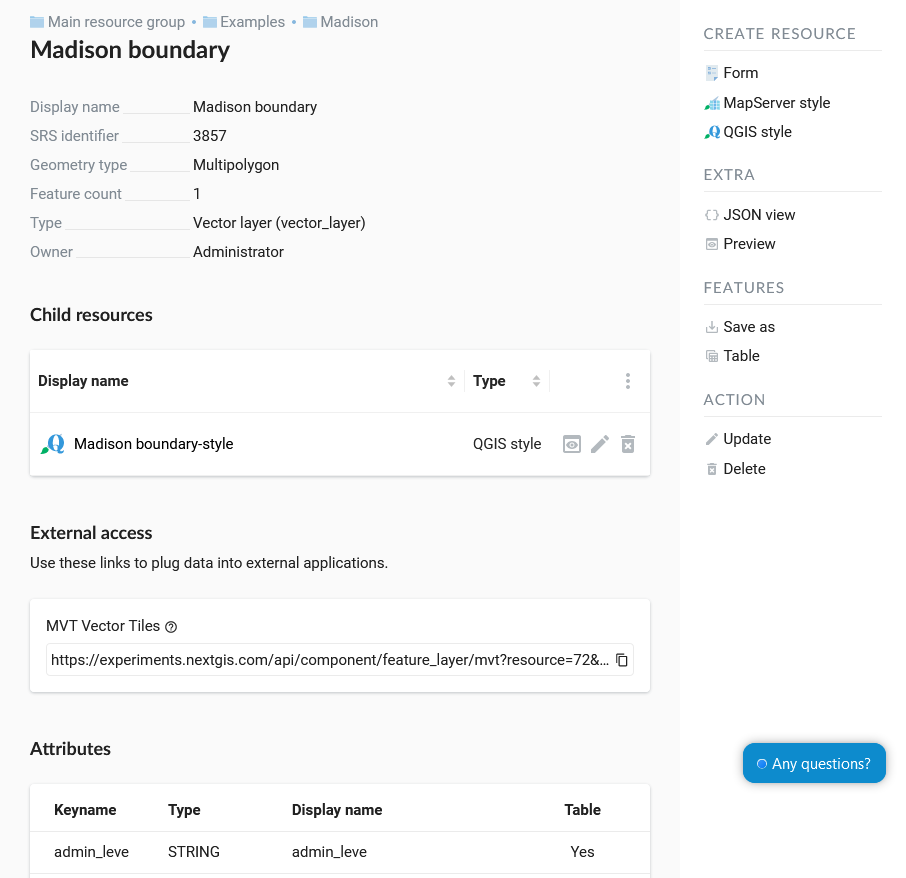 Main resource group • Examples • Madison
Madison boundary
Display name Madison boundary
SRS identifier 3857
Geometry type Multipolygon
Feature count 1
Type Vector layer (vector_layer)
Owner Administrator
Child resources
Display name Type
Madison boundary-style QGIS style
External access
Use these links to plug data into external applications.
MVT Vector Tiles
https://experiments.nextgis.com/api/component/feature_layer/mvt?resource=72&...
Attributes
Keyname Type Display name Table
admin_leve STRING admin_leve Yes
CREATE RESOURCE
Form
MapServer style
QGIS style
EXTRA
JSON view
Preview
FEATURES
Save as
Table
ACTION
Update
Delete
Any questions?